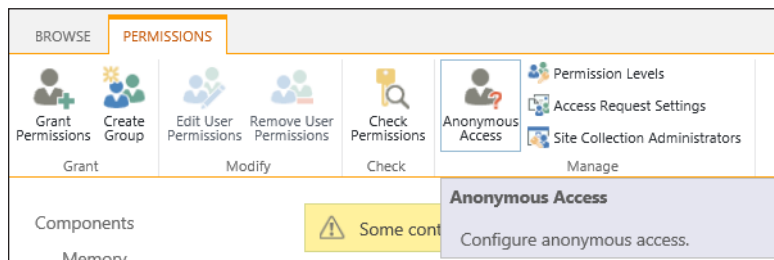 BROWSE PERMISSIONS
Grant Permissions
Create Group
Edit User Permissions
Remove User Permissions
Check Permissions
Anonymous Access
Permission Levels
Access Request Settings
Site Collection Administrators
Grant Modify Check Manage
Components
Memory
Some cont
Anonymous Access
Configure anonymous access.